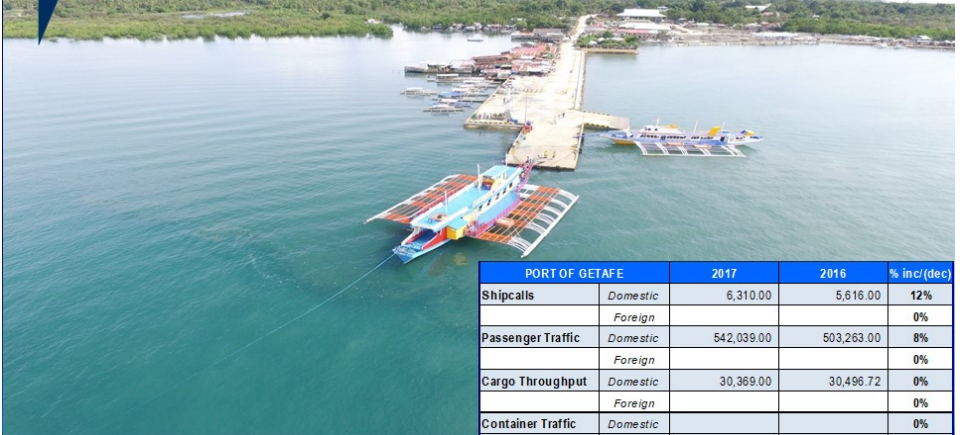 PORT OF GETAFE 2017 2016 % inc/(dec)
Shipcalls Domestic 6,310.00 5,616.00 12%
Foreign 0%
Passenger Traffic Domestic 542,039.00 503,263.00 8%
Foreign 0%
Cargo Throughput Domestic 30,369.00 30,496.72 0%
Foreign 0%
Container Traffic Domestic 0%